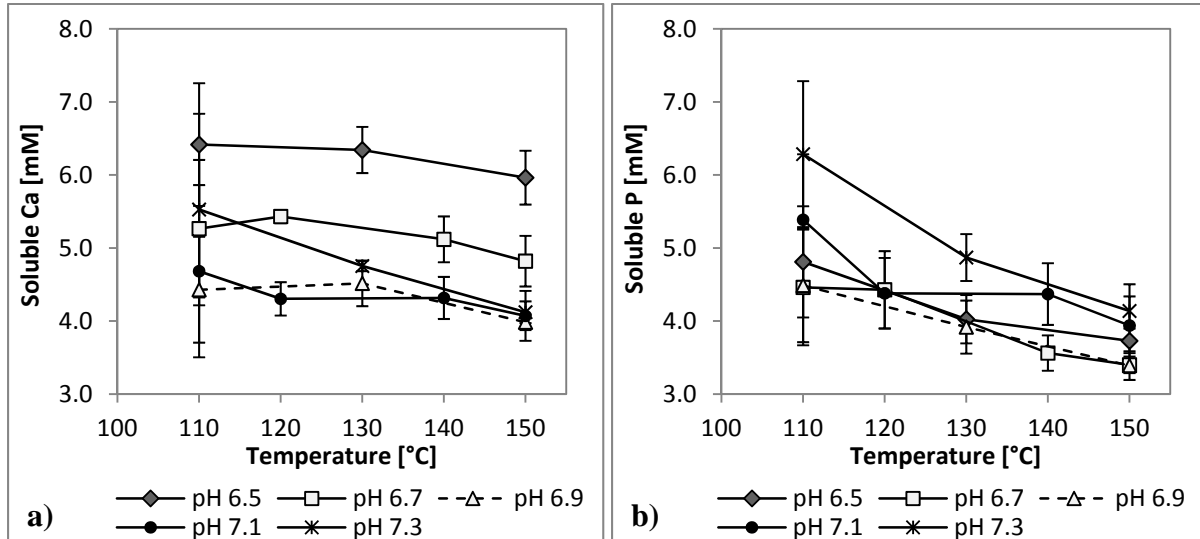 8.0
7.0
6.0
5.0
4.0
3.0
Soluble Ca [mM]
100 110 120 130 140 150
Temperature [°C]
pH 6.5 pH 6.7 pH 6.9
pH 7.1 pH 7.3
a)
8.0
7.0
6.0
5.0
4.0
3.0
Soluble P [mM]
100 110 120 130 140 150
Temperature [°C]
pH 6.5 pH 6.7 pH 6.9
pH 7.1 pH 7.3
b)